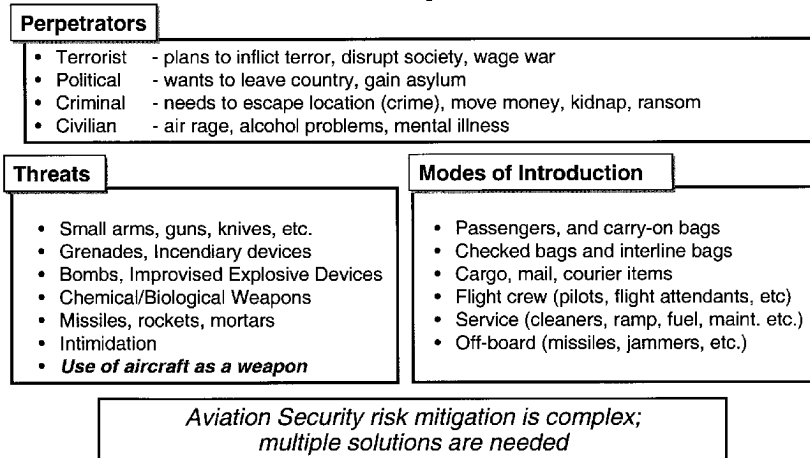 Perpetrators
• Terrorist - plans to inflict terror, disrupt society, wage war
• Political - wants to leave country, gain asylum
• Criminal - needs to escape location (crime), move money, kidnap, ransom
• Civilian - air rage, alcohol problems, mental illness
Threats
• Small arms, guns, knives, etc.
• Grenades, Incendiary devices
• Bombs, Improvised Explosive Devices
• Chemical/Biological Weapons
• Missiles, rockets, mortars
• Intimidation
• Use of aircraft as a weapon
Modes of Introduction
• Passengers, and carry-on bags
• Checked bags and interline bags
• Cargo, mail, courier items
• Flight crew (pilots, flight attendants, etc)
• Service (cleaners, ramp, fuel, maint. etc.)
• Off-board (missiles, jammers, etc.)
Aviation Security risk mitigation is complex;
multiple solutions are needed